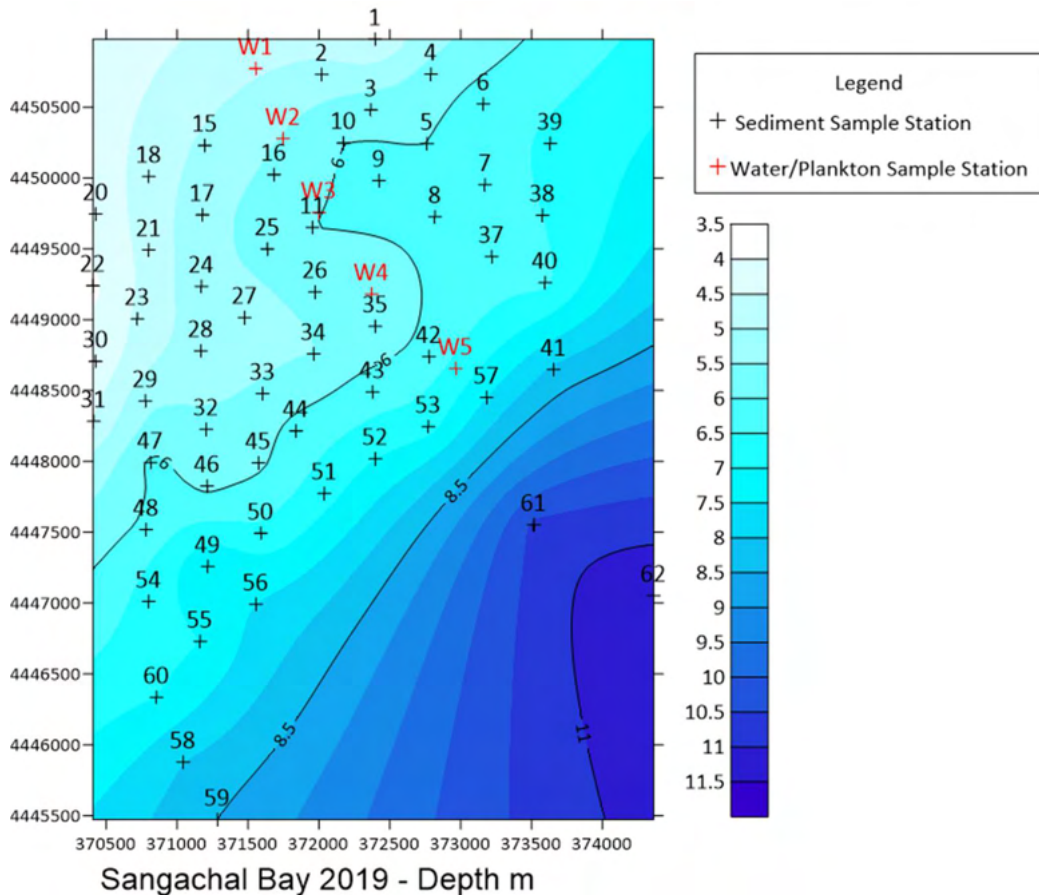 1
W1 2 4
6
4450500 3
W2
15 10 5 39
16
18 9 7
4450000 6
20 W3 38
17 11 8
21 25 37
4449500
22 24 W4 40
26
23 27 35
4449000
30 28 34 42 W5 41
6
29 33 43 57
4448500
31 32 44 53
47 45 52
4448000 6
46 51
8.5
48 50 61
4447500
49
54 56 62
4447000
55
4446500 60
58 8.5 11
4446000
59
4445500
370500 371000 371500 372000 372500 373000 373500 374000
Legend
Sediment Sample Station
Water/Plankton Sample Station
3.5
4
4.5
5
5.5
6
6.5
7
7.5
8
8.5
9
9.5
10
10.5
11
11.5
Sangachal Bay 2019 - Depth m